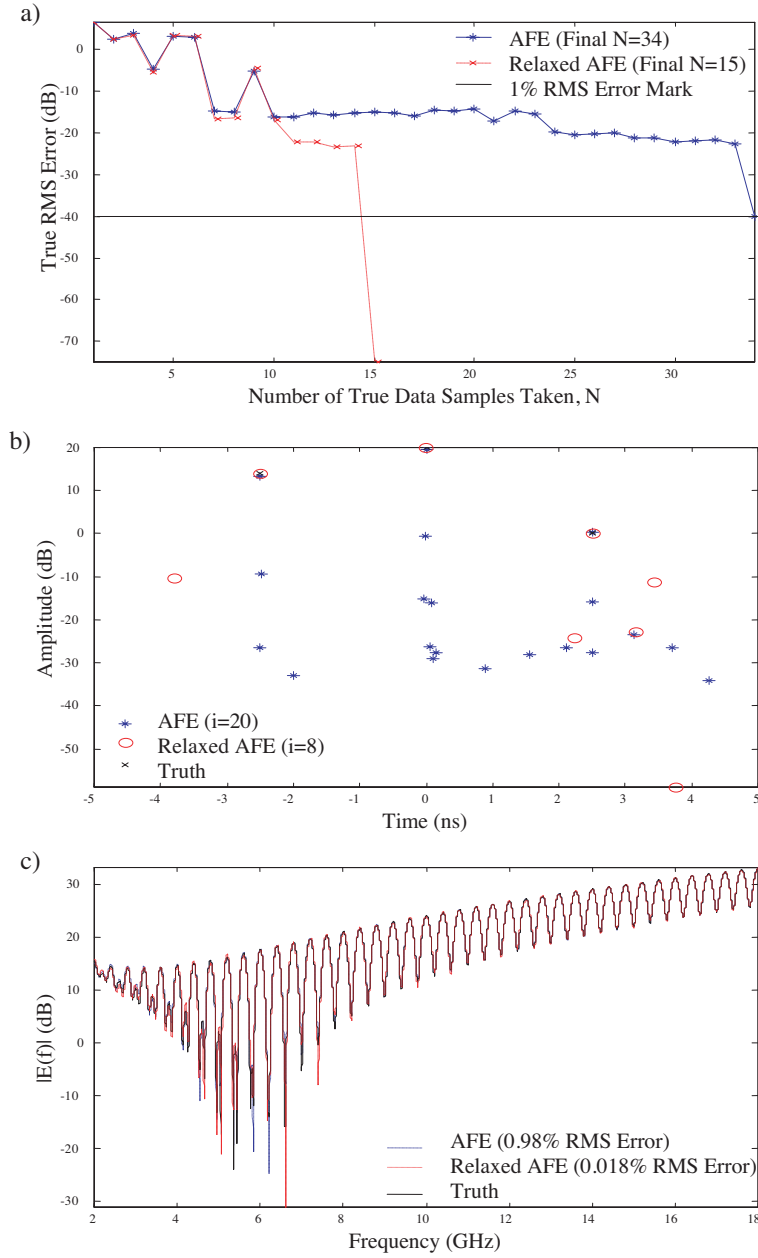 a)
0
-10
-20
-30
-40
-50
-60
-70
True RMS Error (dB)
AFE (Final N=34)
Relaxed AFE (Final N=15)
1% RMS Error Mark
5
10
15
20
25
30
Number of True Data Samples Taken, N
b)
20
10
0
-10
-20
-30
-40
-50
Amplitude (dB)
AFE (i=20)
Relaxed AFE (i=8)
Truth
-5
-4
-3
-2
-1
0
1
2
3
4
5
Time (ns)
c)
30
20
10
0
-10
-20
-30
|E(f)| (dB)
AFE (0.98% RMS Error)
Relaxed AFE (0.018% RMS Error)
Truth
2
4
6
8
10
12
14
16
18
Frequency (GHz)